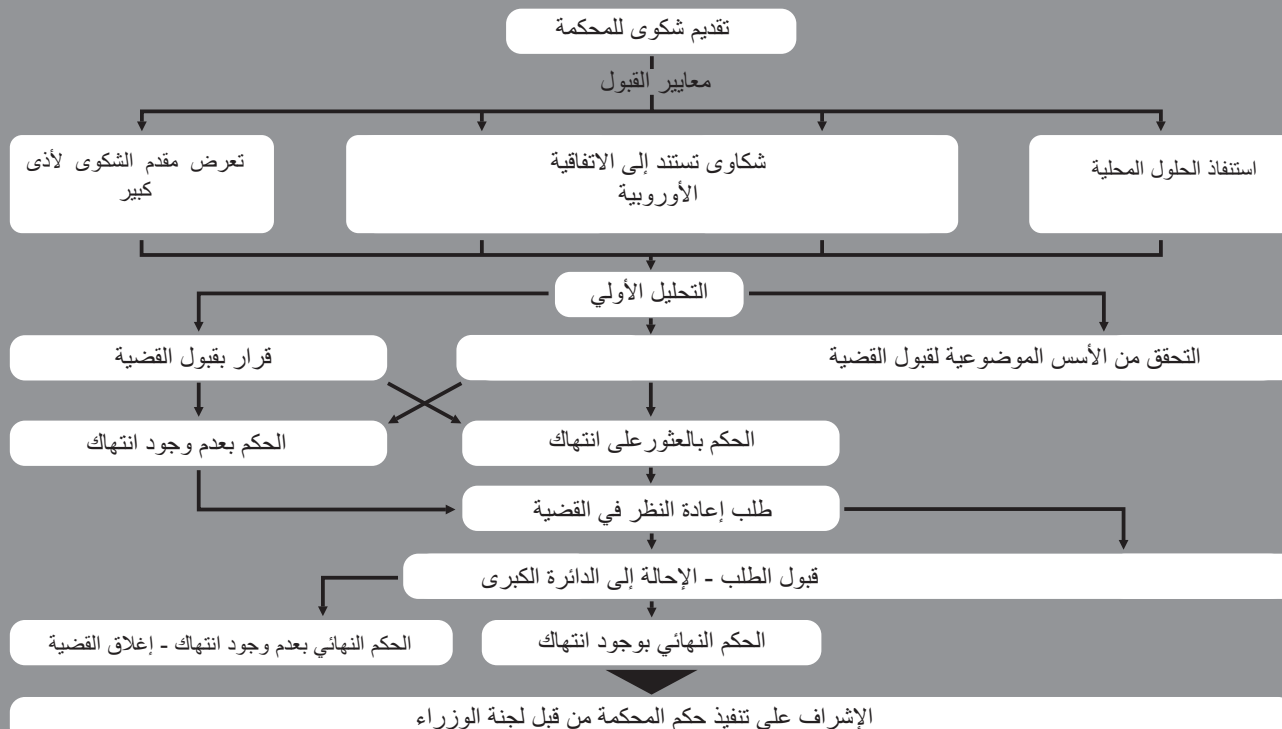 تقديم شكوى للمحكمة
معايير القبول
استنفاذ الحلول المحلية
شكاوى تستند إلى الاتفاقية
الأوروبية
تعرض مقدم الشكوى لأذى
كبير
التحليل الأولي
التحقق من الأسس الموضوعية لقبول القضية
قرار بقبول القضية
الحكم بالعثورعلى انتهاك
الحكم بعدم وجود انتهاك
طلب إعادة النظر في القضية
قبول الطلب - الإحالة إلى الدائرة الكبرى
الحكم النهائي بوجود انتهاك
الحكم النهائي بعدم وجود انتهاك - إغلاق القضية
الإشراف على تنفيذ حكم المحكمة من قبل لجنة الوزراء